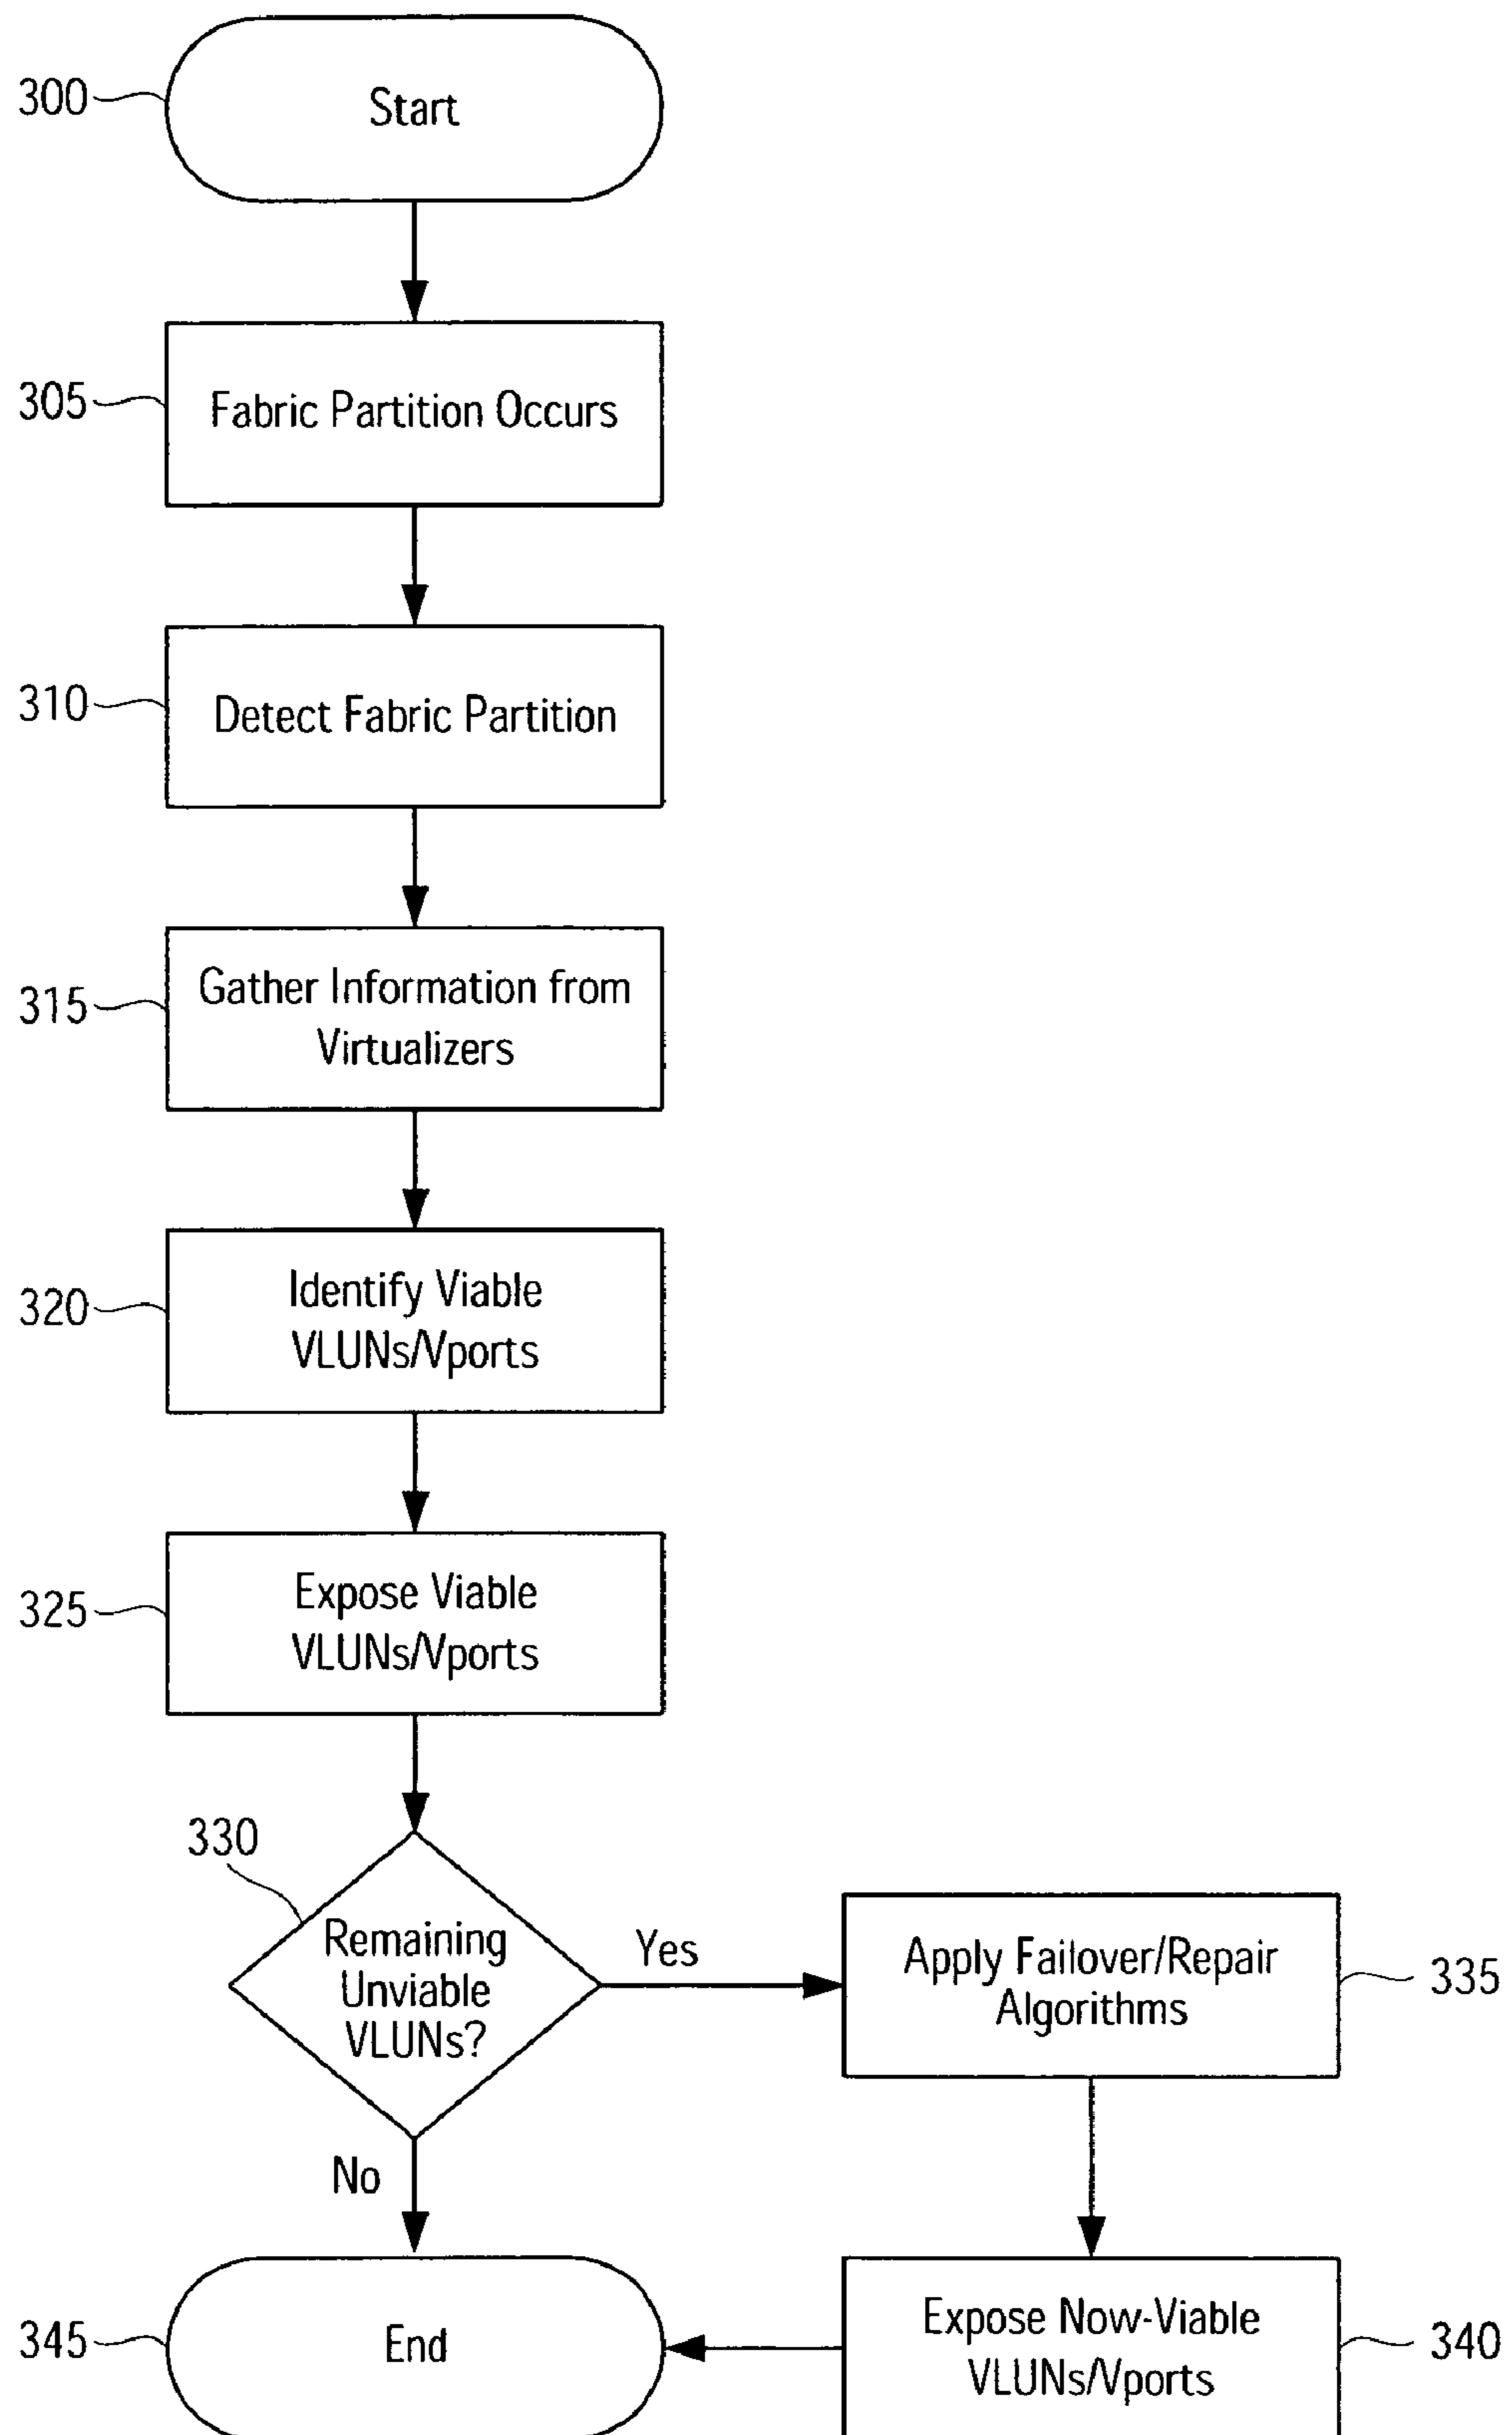 300
Start
305
Fabric Partition Occurs
310
Detect Fabric Partition
315
Gather Information from
Virtualizers
320
Identify Viable
VLUNs/Vports
325
Expose Viable
VLUNs/Vports
330
Remaining
Unviable
VLUNs?
Yes
Apply Failover/Repair
Algorithms
335
No
345
End
Expose Now-Viable
VLUNs/Vports
340